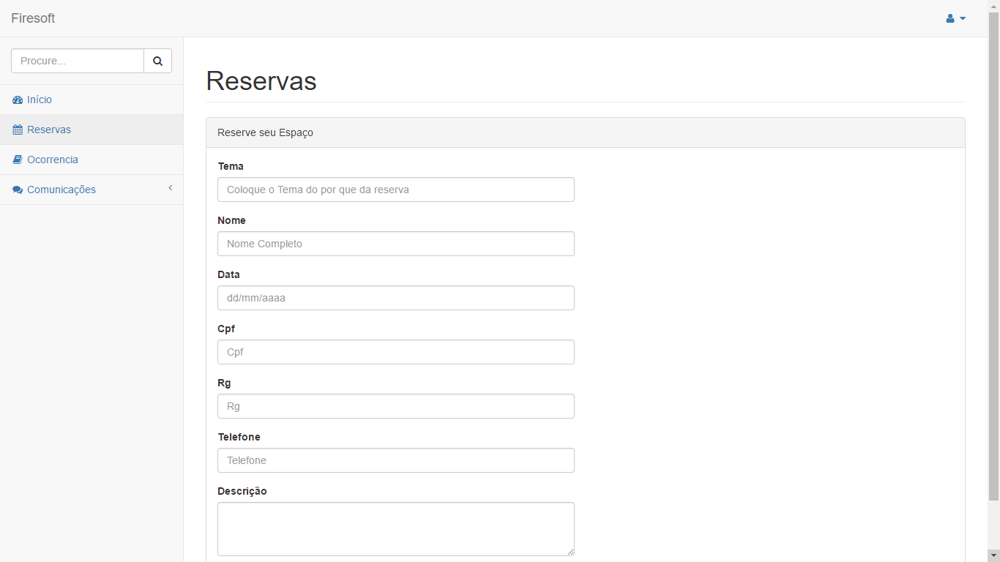 Firesoft
Procure...
Início
Reservas
Ocorrencia
Comunicações
Reservas
Reserve seu Espaço
Tema
Coloque o Tema do por que da reserva
Nome
Nome Completo
Data
dd/mm/aaaa
Cpf
Cpf
Rg
Rg
Telefone
Telefone
Descrição